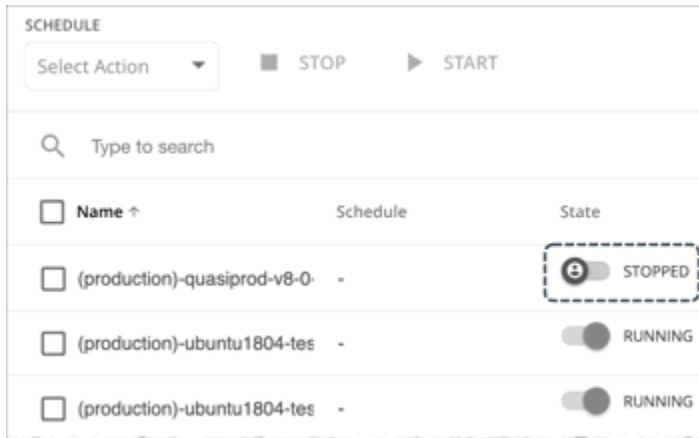 SCHEDULE
Select Action STOP START
Type to search
Name ↑ Schedule State
(production)-quasiprod-v8-0- - STOPPED
(production)-ubuntu1804-tes - RUNNING
(production)-ubuntu1804-tes - RUNNING